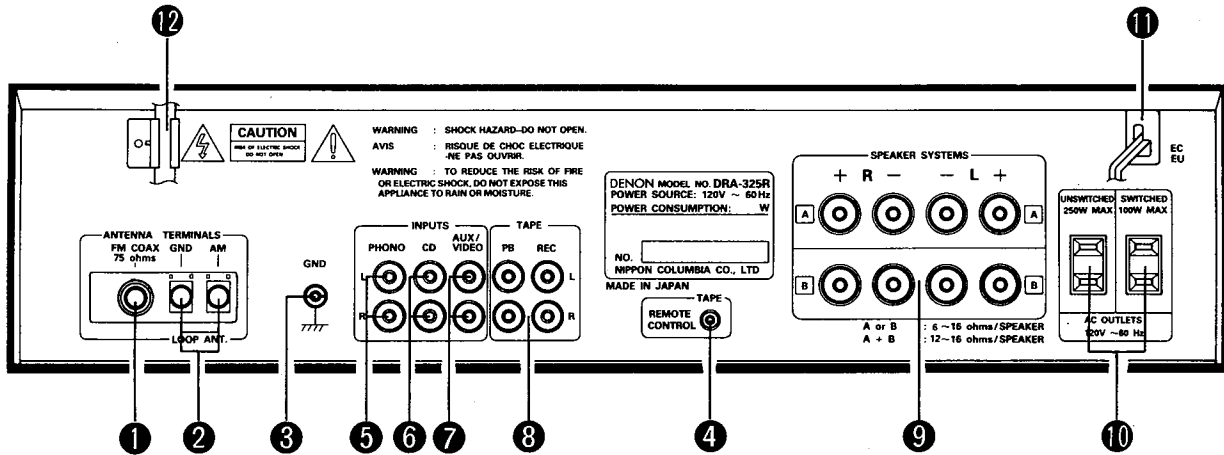 12
11
CAUTION
RISK OF ELECTRIC SHOCK
DO NOT OPEN
WARNING : SHOCK HAZARD–DO NOT OPEN.
AVIS : RISQUE DE CHOC ELECTRIQUE
-NE PAS OUVRIR.
WARNING : TO REDUCE THE RISK OF FIRE
OR ELECTRIC SHOCK, DO NOT EXPOSE THIS
APPLIANCE TO RAIN OR MOISTURE.
EC
EU
ANTENNA TERMINALS
FM COAX GND AM
75 ohms
LOOP ANT.
GND
INPUTS TAPE
PHONO CD AUX/ VIDEO PB REC
L L
R R
DENON MODEL NO. DRA-325R
POWER SOURCE: 120V ~ 60Hz
POWER CONSUMPTION: W
NO.
NIPPON COLUMBIA CO., LTD
MADE IN JAPAN
TAPE
REMOTE
CONTROL
SPEAKER SYSTEMS
+ R − − L +
A A
B B
A or B : 6~16 ohms/SPEAKER
A + B : 12~16 ohms/SPEAKER
UNSWITCHED SWITCHED
250W MAX 100W MAX
AC OUTLETS
120V ~60 Hz
1 2 3 5 6 7 8 4 9 10